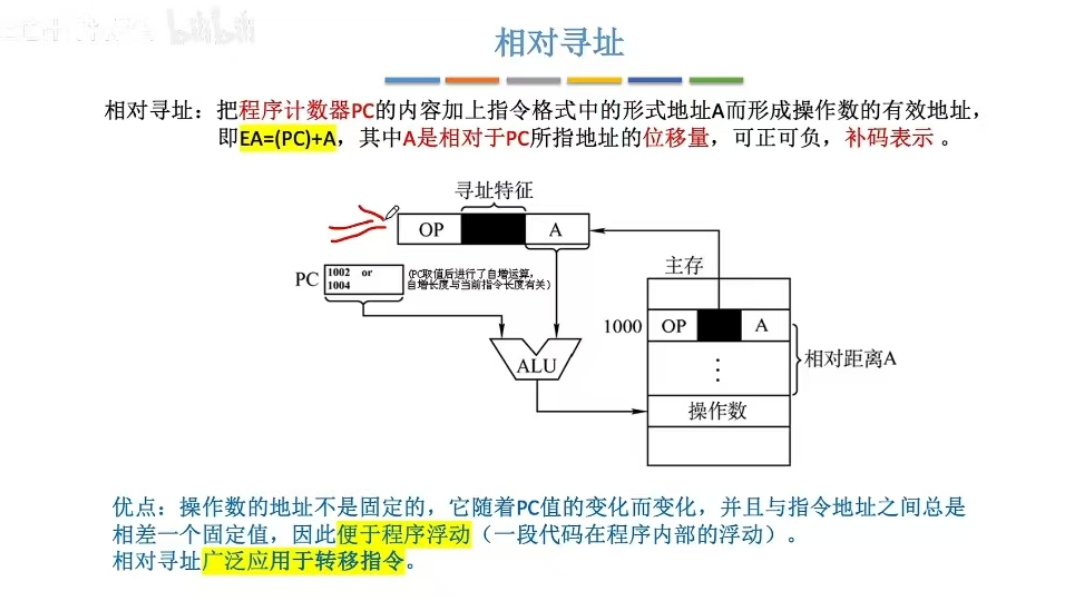 bilibili
相对寻址
相对寻址：把程序计数器PC的内容加上指令格式中的形式地址A而形成操作数的有效地址，
即EA=(PC)+A，其中A是相对于PC所指地址的位移量，可正可负，补码表示 。
寻址特征
OP A
主存
PC 1002 or
1004
(PC取值后进行了自增运算，
自增长度与当前指令长度有关)
1000 OP A
ALU
⋮
相对距离A
操作数
优点：操作数的地址不是固定的，它随着PC值的变化而变化，并且与指令地址之间总是
相差一个固定值，因此便于程序浮动（一段代码在程序内部的浮动）。
相对寻址广泛应用于转移指令。